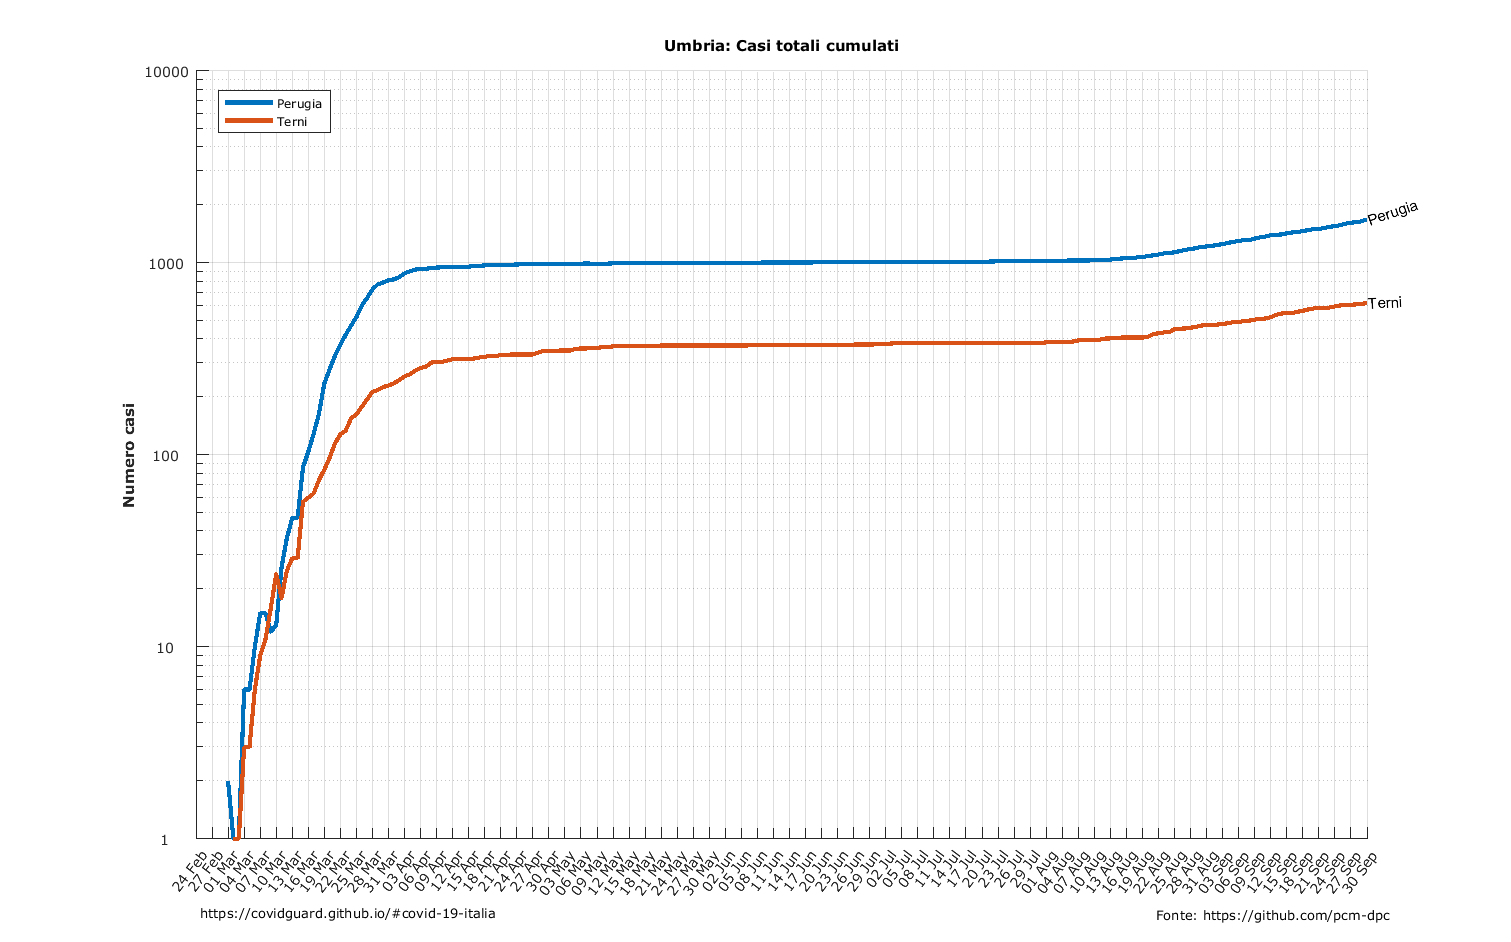 Umbria: Casi totali cumulati
10000
1000
100
10
1
Numero casi
Perugia
Terni
Perugia
Terni
24 Feb
27 Feb
01 Mar
04 Mar
07 Mar
10 Mar
13 Mar
16 Mar
19 Mar
22 Mar
25 Mar
28 Mar
31 Mar
03 Apr
06 Apr
09 Apr
12 Apr
15 Apr
18 Apr
21 Apr
24 Apr
27 Apr
30 Apr
03 May
06 May
09 May
12 May
15 May
18 May
21 May
24 May
27 May
30 May
02 Jun
05 Jun
08 Jun
11 Jun
14 Jun
17 Jun
20 Jun
23 Jun
26 Jun
29 Jun
02 Jul
05 Jul
08 Jul
11 Jul
14 Jul
17 Jul
20 Jul
23 Jul
26 Jul
29 Jul
01 Aug
04 Aug
07 Aug
10 Aug
13 Aug
16 Aug
19 Aug
22 Aug
25 Aug
28 Aug
31 Aug
03 Sep
06 Sep
09 Sep
12 Sep
15 Sep
18 Sep
21 Sep
24 Sep
27 Sep
30 Sep
https://covidguard.github.io/#covid-19-italia
Fonte: https://github.com/pcm-dpc